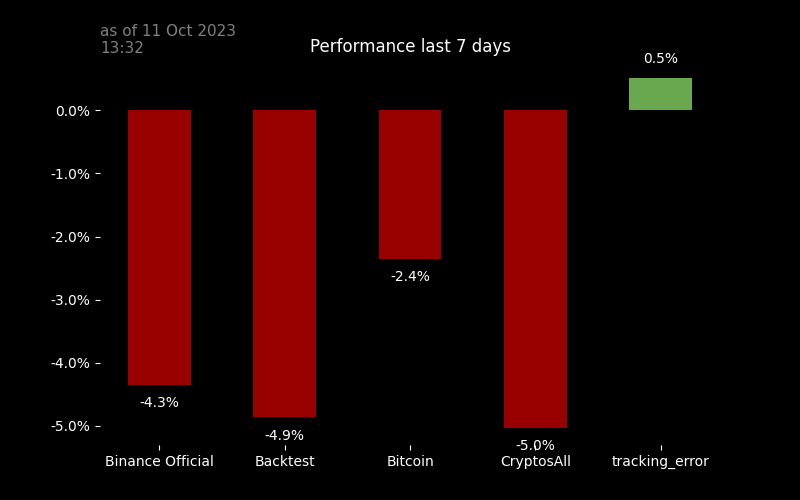 as of 11 Oct 2023
13:32
Performance last 7 days
0.5%
0.0%
-1.0%
-2.0%
-2.4%
-3.0%
-4.0%
-4.3%
-4.9%
-5.0%
-5.0%
Binance Official
Backtest
Bitcoin
CryptosAll
tracking_error